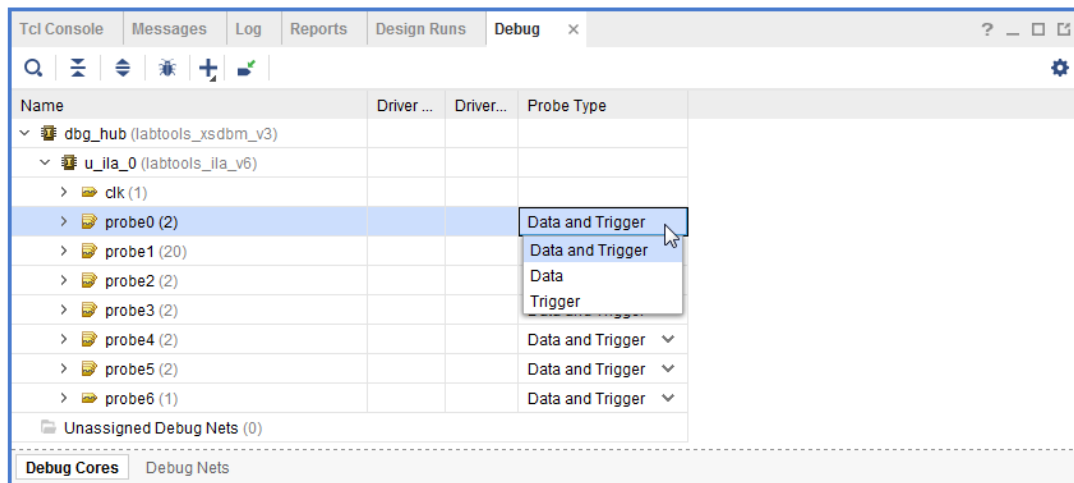 Tcl Console Messages Log Reports Design Runs Debug × ? _
Name Driver ... Driver... Probe Type
dbg_hub (labtools_xsdbm_v3)
u_ila_0 (labtools_ila_v6)
clk (1)
probe0 (2) Data and Trigger
probe1 (20) Data and Trigger
probe2 (2) Data
probe3 (2) Trigger
probe4 (2) Data and Trigger
probe5 (2) Data and Trigger
probe6 (1) Data and Trigger
Unassigned Debug Nets (0)
Debug Cores Debug Nets